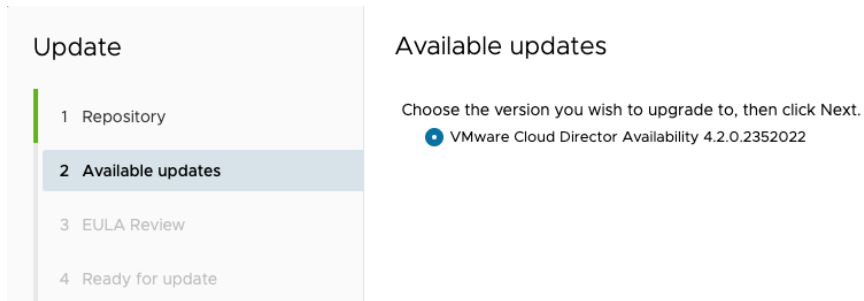 Update
1 Repository
2 Available updates
3 EULA Review
4 Ready for update
Available updates
Choose the version you wish to upgrade to, then click Next.
VMware Cloud Director Availability 4.2.0.2352022